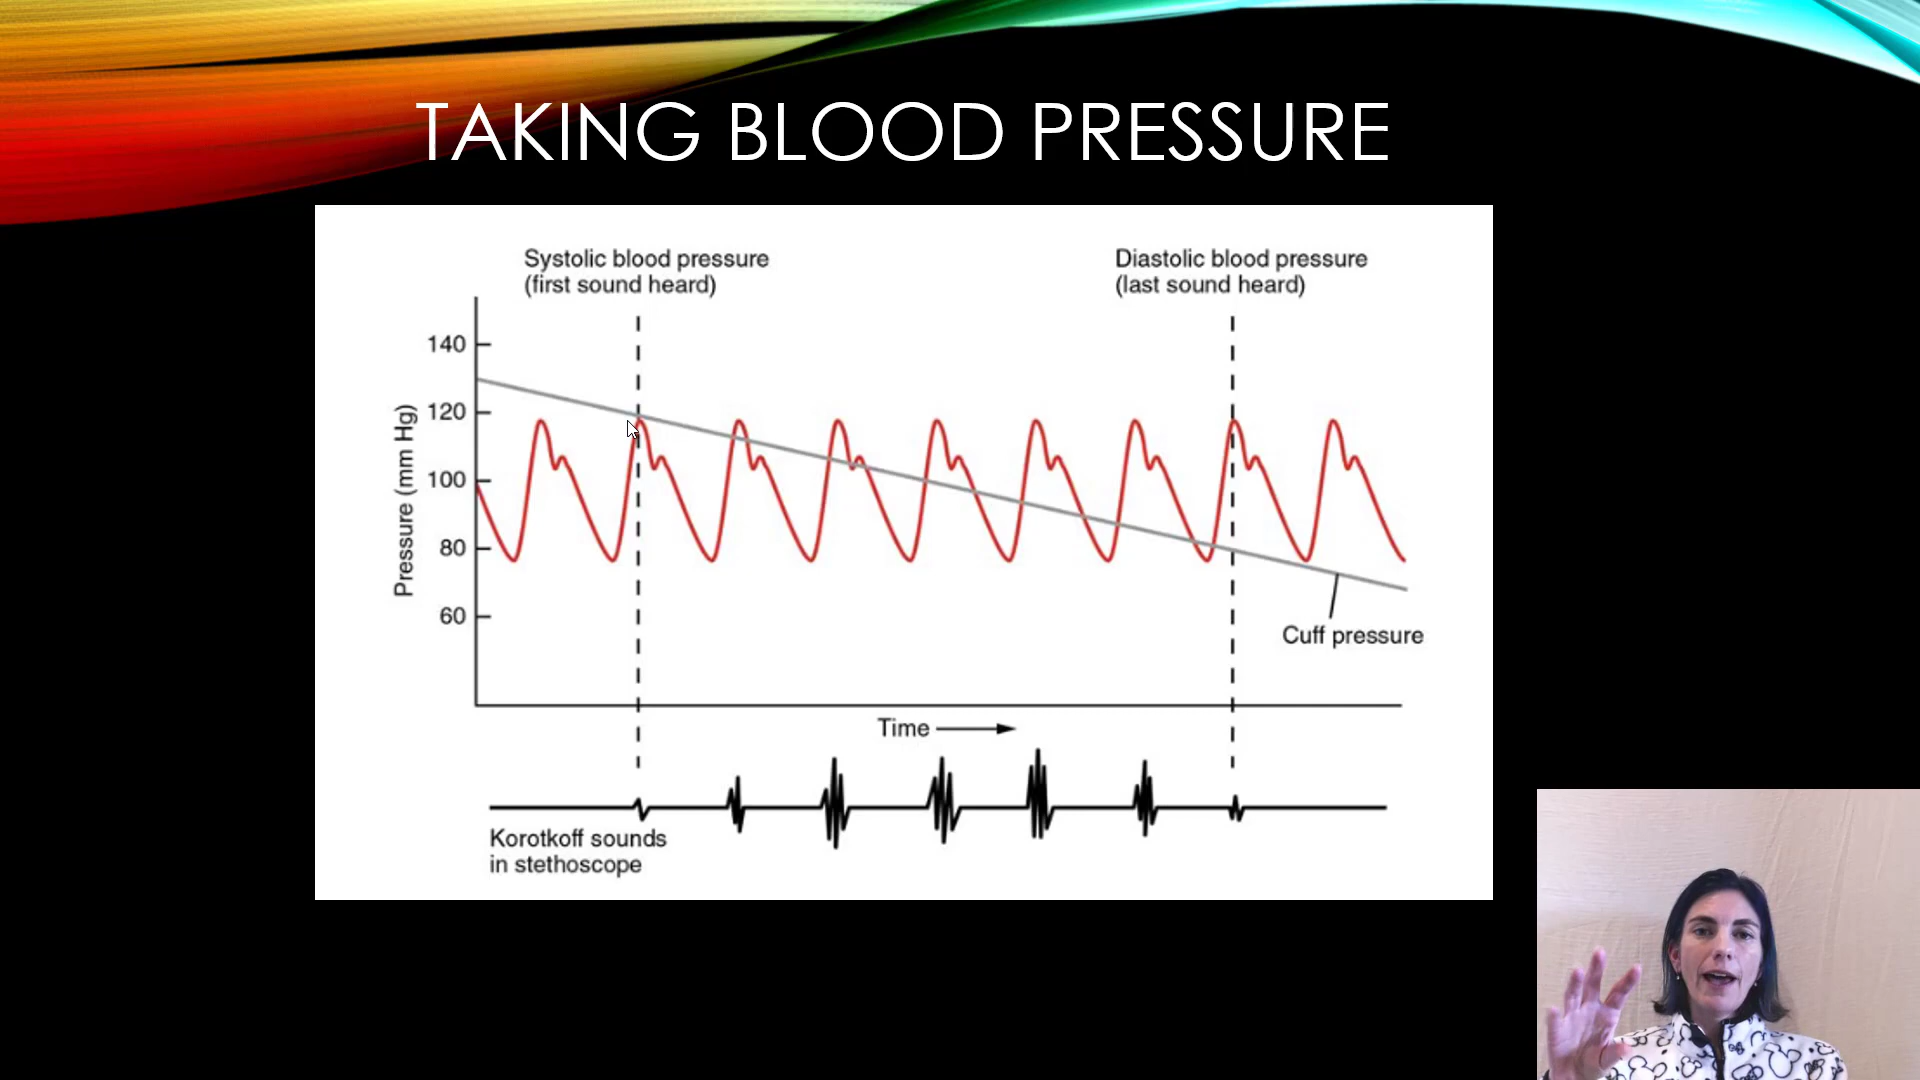 TAKING BLOOD PRESSURE
Systolic blood pressure
(first sound heard)
Diastolic blood pressure
(last sound heard)
140
120
100
80
60
Pressure (mm Hg)
Cuff pressure
Time
Korotkoff sounds
in stethoscope